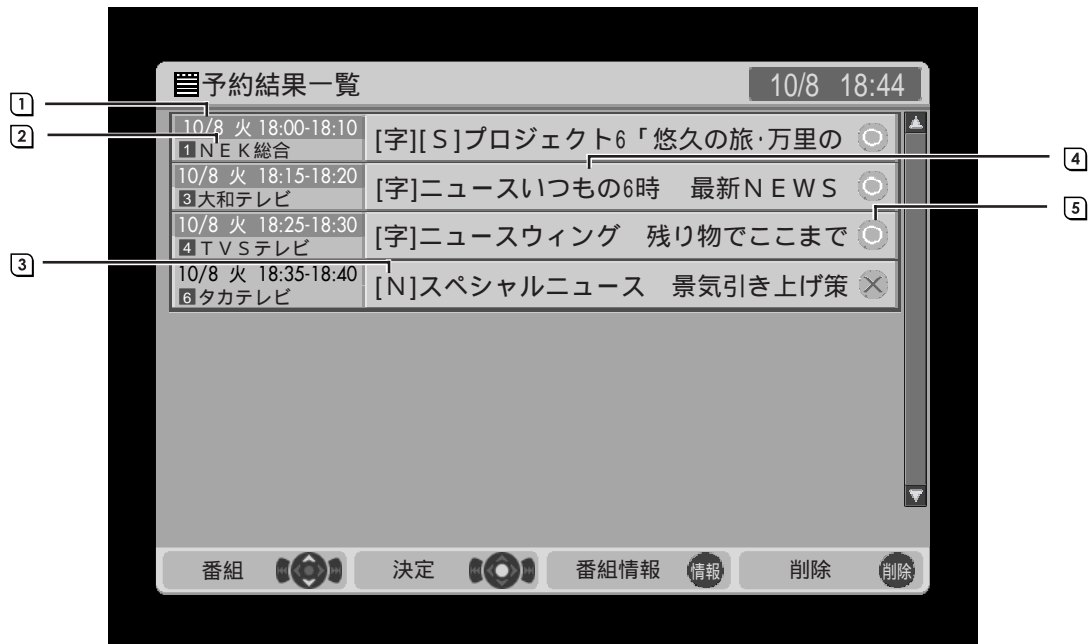 予約結果一覧 10/8 18:44
1
2
3
4
5
10/8 火 18:00-18:10
1 NEK総合
[字][S]プロジェクト6「悠久の旅・万里の
10/8 火 18:15-18:20
3 大和テレビ
[字]ニュースいつもの6時 最新NEWS
10/8 火 18:25-18:30
4 TVSテレビ
[字]ニュースウィング 残り物でここまで
10/8 火 18:35-18:40
6 タカテレビ
[N]スペシャルニュース 景気引き上げ策
番組 決定 番組情報 情報 削除 削除